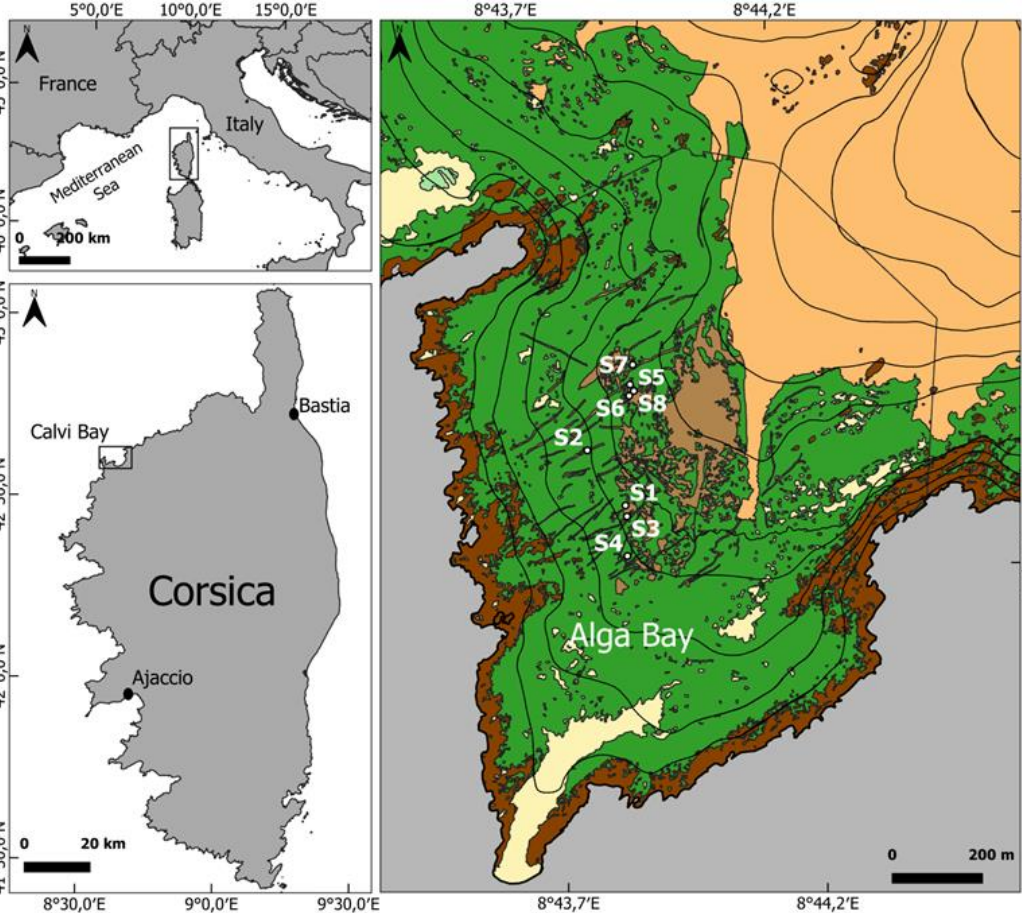 5°0,0'E 10°0,0'E 15°0,0'E
N
France
Italy
Mediterranean
Sea
0 200 km
N
Bastia
Calvi Bay
Corsica
Ajaccio
0 20 km
8°30,0'E 9°0,0'E 9°30,0'E
8°43,7'E 8°44,2'E
N
S7
S5
S6 S8
S2
S1
S3
S4
Alga Bay
0 200 m
8°43,7'E 8°44,2'E